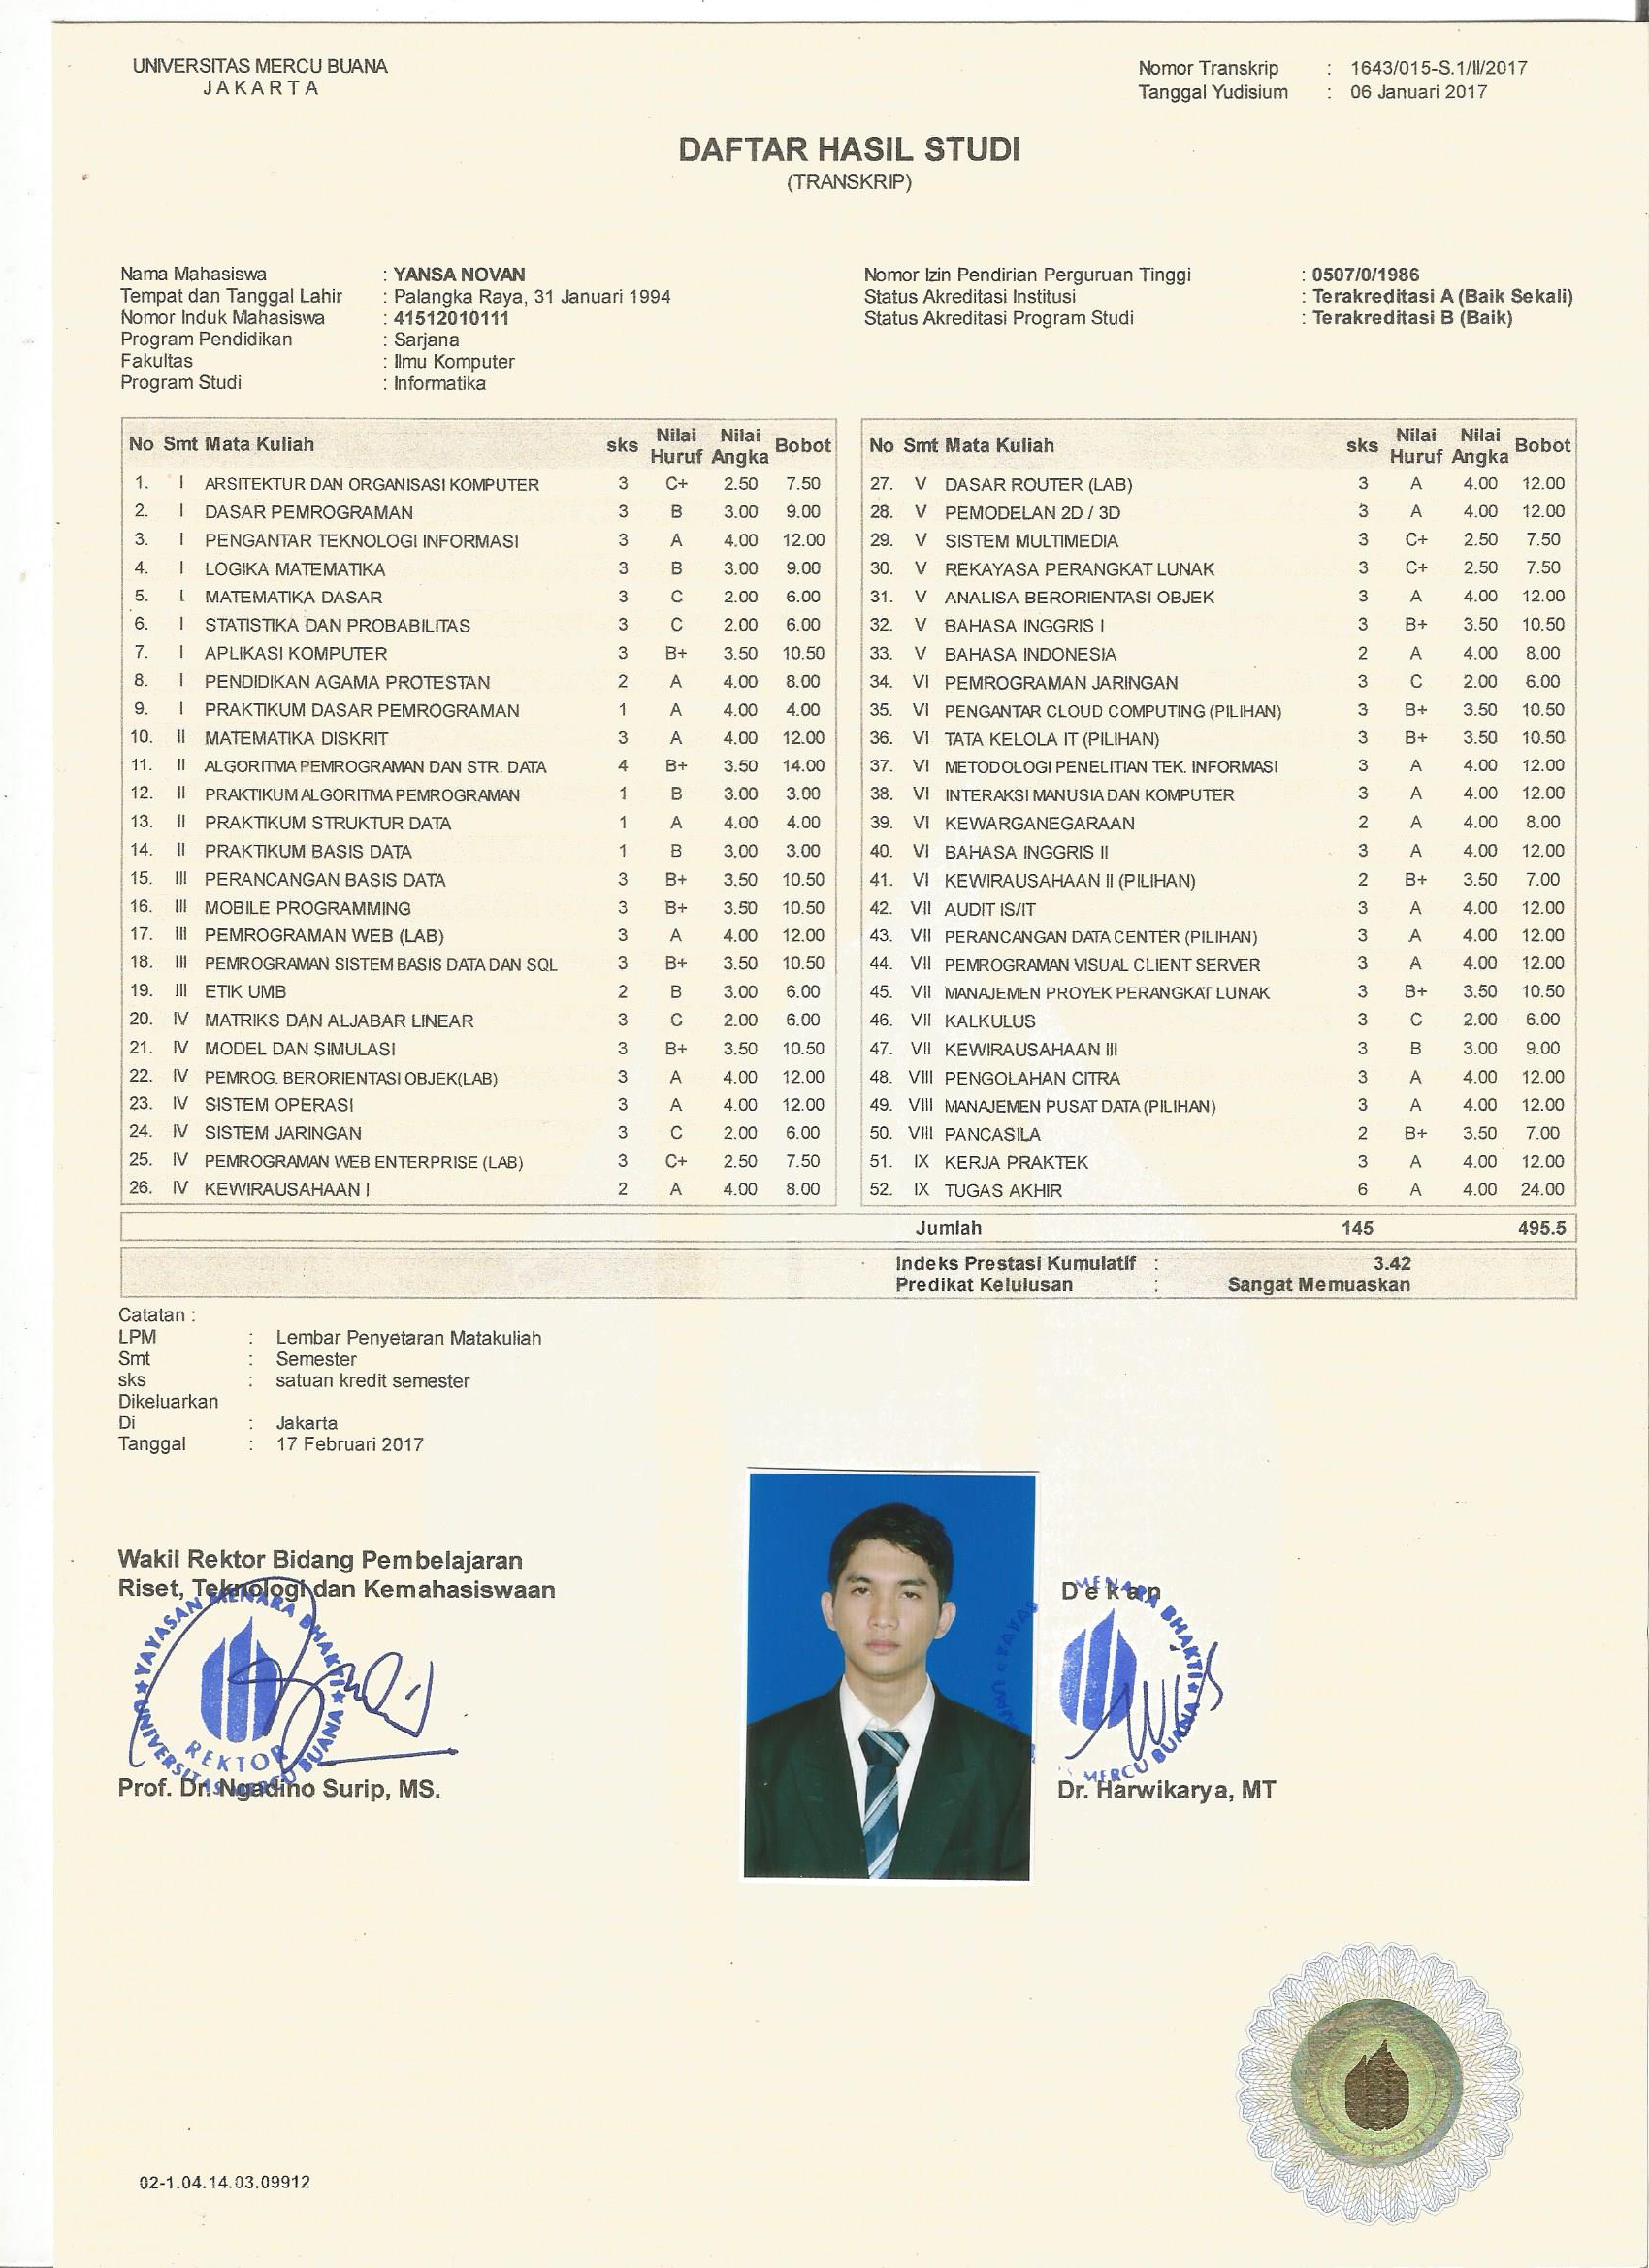 UNIVERSITAS MERCU BUANA
JAKARTA
Nomor Transkrip : 1643/015-S.1/II/2017
Tanggal Yudisium : 06 Januari 2017
DAFTAR HASIL STUDI
(TRANSKRIP)
Nama Mahasiswa : YANSA NOVAN
Tempat dan Tanggal Lahir : Palangka Raya, 31 Januari 1994
Nomor Induk Mahasiswa : 41512010111
Program Pendidikan : Sarjana
Fakultas : Ilmu Komputer
Program Studi : Informatika
Nomor Izin Pendirian Perguruan Tinggi : 0507/0/1986
Status Akreditasi Institusi : Terakreditasi A (Baik Sekali)
Status Akreditasi Program Studi : Terakreditasi B (Baik)
No Smt Mata Kuliah sks Nilai Huruf Nilai Angka Bobot
1. I ARSITEKTUR DAN ORGANISASI KOMPUTER 3 C+ 2.50 7.50
2. I DASAR PEMROGRAMAN 3 B 3.00 9.00
3. I PENGANTAR TEKNOLOGI INFORMASI 3 A 4.00 12.00
4. I LOGIKA MATEMATIKA 3 B 3.00 9.00
5. I MATEMATIKA DASAR 3 C 2.00 6.00
6. I STATISTIKA DAN PROBABILITAS 3 C 2.00 6.00
7. I APLIKASI KOMPUTER 3 B+ 3.50 10.50
8. I PENDIDIKAN AGAMA PROTESTAN 2 A 4.00 8.00
9. I PRAKTIKUM DASAR PEMROGRAMAN 1 A 4.00 4.00
10. II MATEMATIKA DISKRIT 3 A 4.00 12.00
11. II ALGORITMA PEMROGRAMAN DAN STR. DATA 4 B+ 3.50 14.00
12. II PRAKTIKUM ALGORITMA PEMROGRAMAN 1 B 3.00 3.00
13. II PRAKTIKUM STRUKTUR DATA 1 A 4.00 4.00
14. II PRAKTIKUM BASIS DATA 1 B 3.00 3.00
15. III PERANCANGAN BASIS DATA 3 B+ 3.50 10.50
16. III MOBILE PROGRAMMING 3 B+ 3.50 10.50
17. III PEMROGRAMAN WEB (LAB) 3 A 4.00 12.00
18. III PEMROGRAMAN SISTEM BASIS DATA DAN SQL 3 B+ 3.50 10.50
19. III ETIK UMB 2 B 3.00 6.00
20. IV MATRIKS DAN ALJABAR LINEAR 3 C 2.00 6.00
21. IV MODEL DAN SIMULASI 3 B+ 3.50 10.50
22. IV PEMROG. BERORIENTASI OBJEK(LAB) 3 A 4.00 12.00
23. IV SISTEM OPERASI 3 A 4.00 12.00
24. IV SISTEM JARINGAN 3 C 2.00 6.00
25. IV PEMROGRAMAN WEB ENTERPRISE (LAB) 3 C+ 2.50 7.50
26. IV KEWIRAUSAHAAN I 2 A 4.00 8.00
No Smt Mata Kuliah sks Nilai Huruf Nilai Angka Bobot
27. V DASAR ROUTER (LAB) 3 A 4.00 12.00
28. V PEMODELAN 2D / 3D 3 A 4.00 12.00
29. V SISTEM MULTIMEDIA 3 C+ 2.50 7.50
30. V REKAYASA PERANGKAT LUNAK 3 C+ 2.50 7.50
31. V ANALISA BERORIENTASI OBJEK 3 A 4.00 12.00
32. V BAHASA INGGRIS I 3 B+ 3.50 10.50
33. V BAHASA INDONESIA 2 A 4.00 8.00
34. VI PEMROGRAMAN JARINGAN 3 C 2.00 6.00
35. VI PENGANTAR CLOUD COMPUTING (PILIHAN) 3 B+ 3.50 10.50
36. VI TATA KELOLA IT (PILIHAN) 3 B+ 3.50 10.50
37. VI METODOLOGI PENELITIAN TEK. INFORMASI 3 A 4.00 12.00
38. VI INTERAKSI MANUSIA DAN KOMPUTER 3 A 4.00 12.00
39. VI KEWARGANEGARAAN 2 A 4.00 8.00
40. VI BAHASA INGGRIS II 3 A 4.00 12.00
41. VI KEWIRAUSAHAAN II (PILIHAN) 2 B+ 3.50 7.00
42. VII AUDIT IS/IT 3 A 4.00 12.00
43. VII PERANCANGAN DATA CENTER (PILIHAN) 3 A 4.00 12.00
44. VII PEMROGRAMAN VISUAL CLIENT SERVER 3 A 4.00 12.00
45. VII MANAJEMEN PROYEK PERANGKAT LUNAK 3 B+ 3.50 10.50
46. VII KALKULUS 3 C 2.00 6.00
47. VII KEWIRAUSAHAAN III 3 B 3.00 9.00
48. VIII PENGOLAHAN CITRA 3 A 4.00 12.00
49. VIII MANAJEMEN PUSAT DATA (PILIHAN) 3 A 4.00 12.00
50. VIII PANCASILA 2 B+ 3.50 7.00
51. IX KERJA PRAKTEK 3 A 4.00 12.00
52. IX TUGAS AKHIR 6 A 4.00 24.00
Jumlah 145 495.5
Indeks Prestasi Kumulatif : 3.42
Predikat Kelulusan : Sangat Memuaskan
Catatan :
LPM : Lembar Penyetaran Matakuliah
Smt : Semester
sks : satuan kredit semester
Dikeluarkan
Di : Jakarta
Tanggal : 17 Februari 2017
Wakil Rektor Bidang Pembelajaran
Riset, Teknologi dan Kemahasiswaan
YAYASAN MENARA BHAKTI
UNIVERSITAS MERCU BUANA
REKTOR
Prof. Dr. Ngadino Surip, MS.
Dekan
MENARA BHAKTI
MERCU BUANA
Dr. Harwikarya, MT
02-1.04.14.03.09912